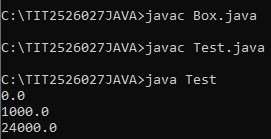 C:\TIT2526027JAVA>javac Box.java
C:\TIT2526027JAVA>javac Test.java
C:\TIT2526027JAVA>java Test
0.0
1000.0
24000.0